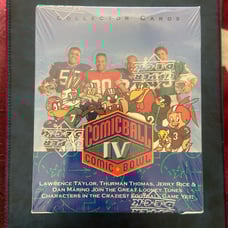 COLLECTOR CARDS
COMICBALL
IV
COMIC BOWL
LAWRENCE TAYLOR, THURMAN THOMAS, JERRY RICE &
DAN MARINO JOIN THE GREAT LOONEY TUNES
CHARACTERS IN THE CRAZIEST FOOTBALL GAME YET!